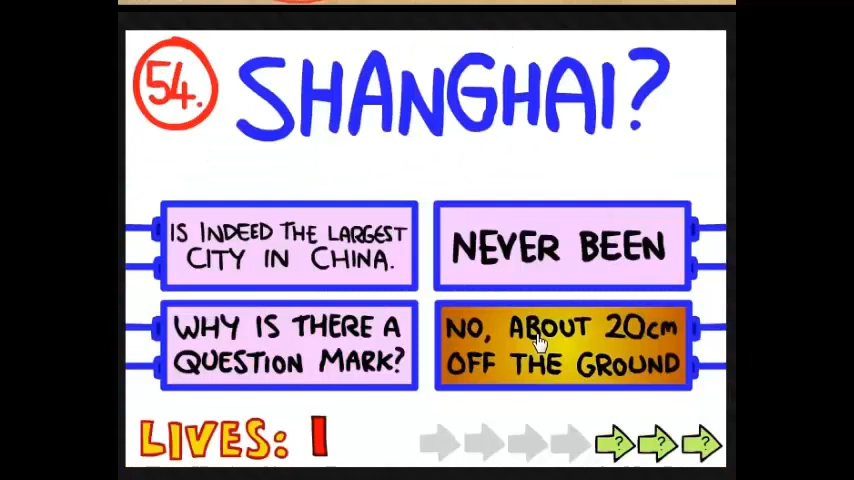 54.
SHANGHAI?
IS INDEED THE LARGEST
CITY IN CHINA.
NEVER BEEN
WHY IS THERE A
QUESTION MARK?
NO, ABOUT 20cm
OFF THE GROUND
LIVES: 1
? ? ?